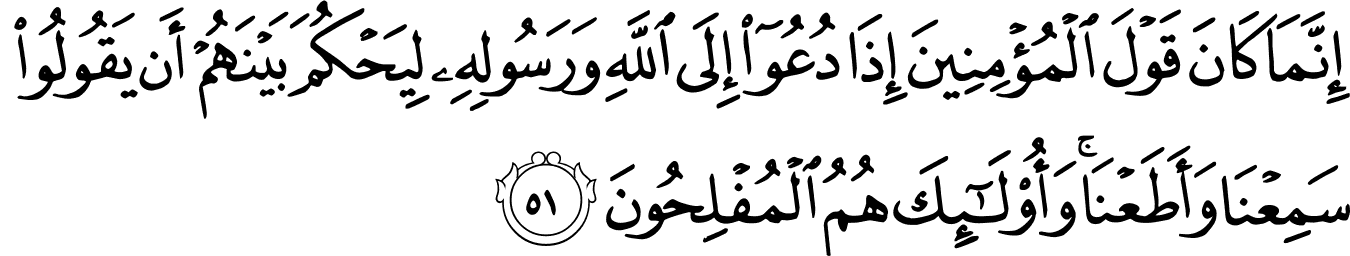 إِنَّمَا كَانَ قَوْلَ ٱلْمُؤْمِنِينَ إِذَا دُعُوٓا۟ إِلَى ٱللَّهِ وَرَسُولِهِۦ لِيَحْكُمَ بَيْنَهُمْ أَن يَقُولُوا۟
سَمِعْنَا وَأَطَعْنَا ۚ وَأُو۟لَـٰٓئِكَ هُمُ ٱلْمُفْلِحُونَ ٥١